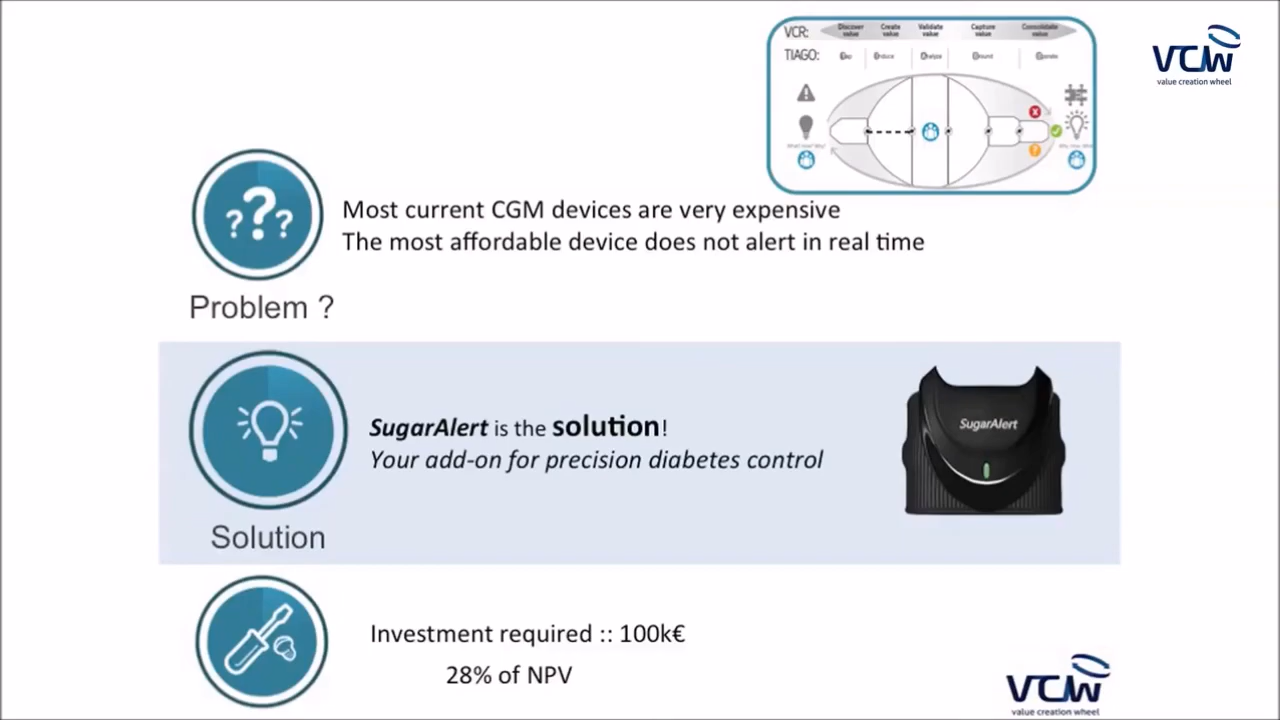 VCR:
Discover value
Create value
Validate value
Capture value
Consolidate value
TIAGO:
VCW
value creation wheel
???
Most current CGM devices are very expensive
The most affordable device does not alert in real time
Problem ?
SugarAlert is the solution!
Your add-on for precision diabetes control
SugarAlert
Solution
Investment required :: 100k€
28% of NPV
VCW
value creation wheel